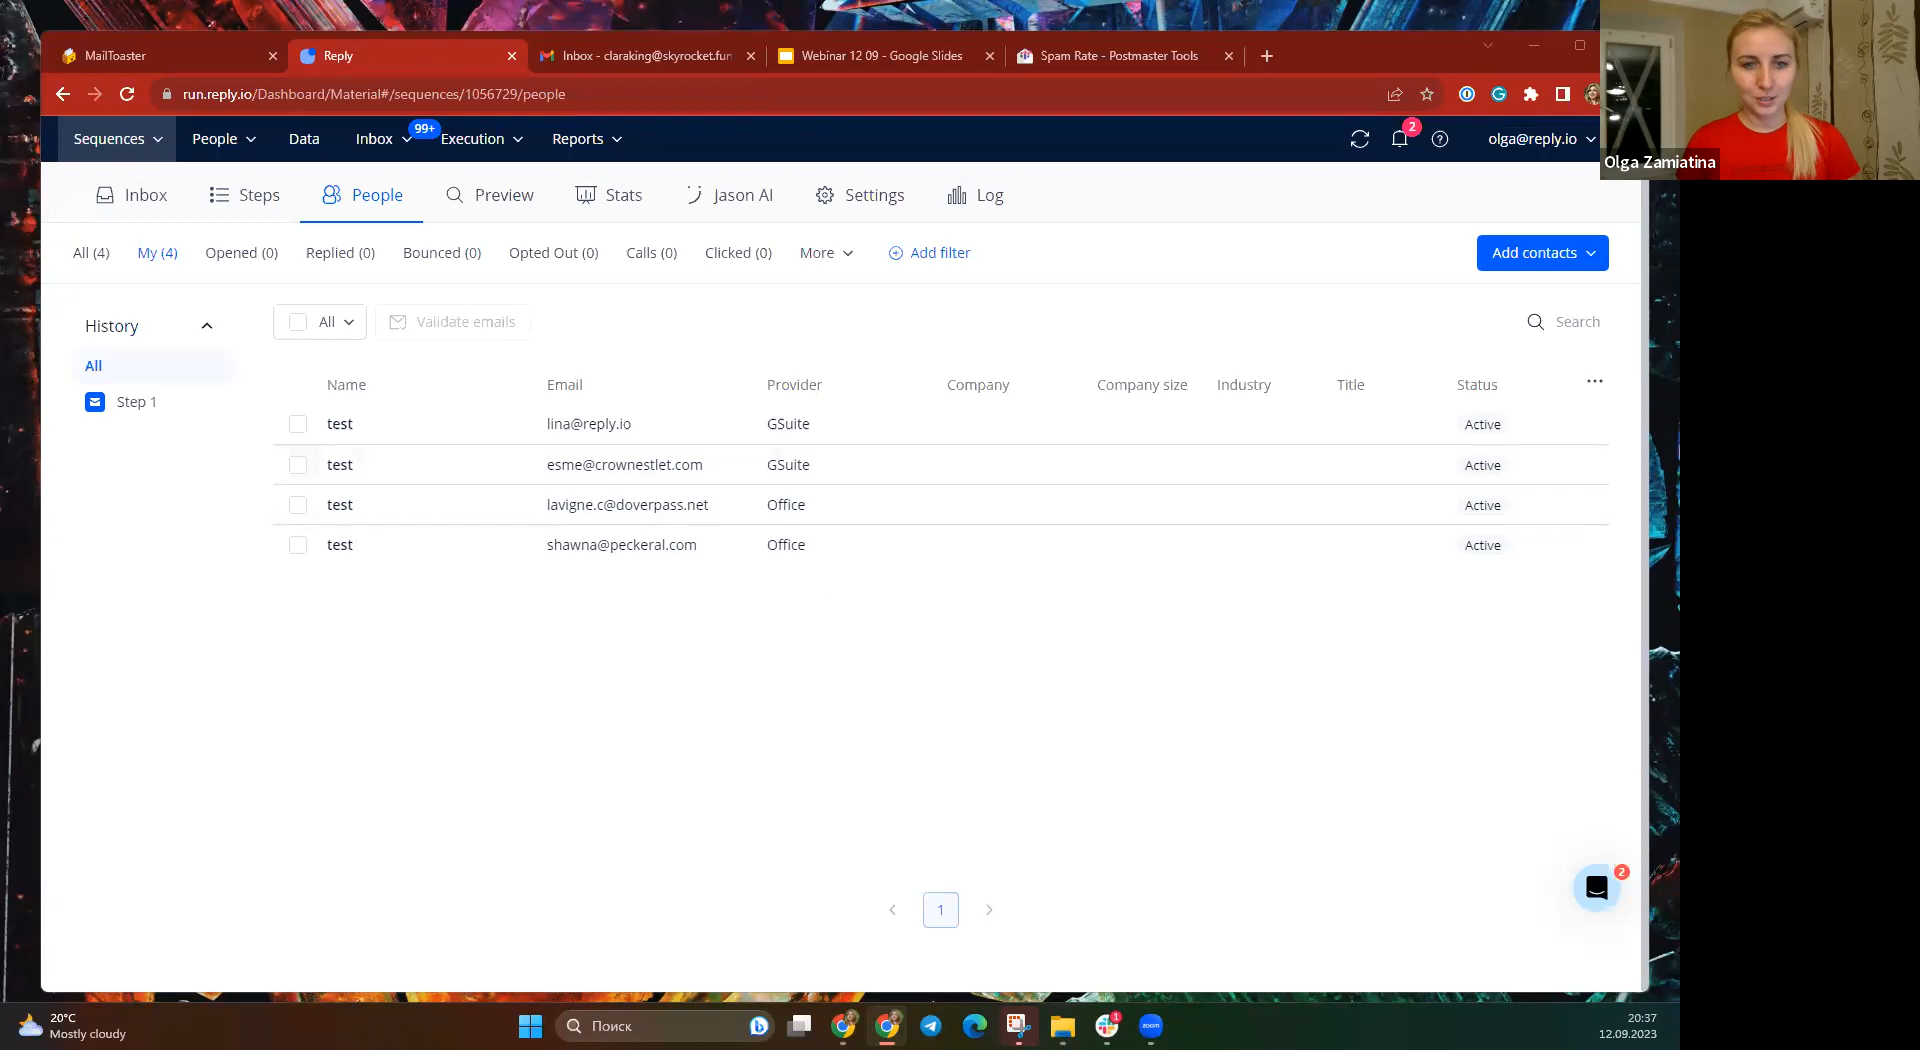 MailToaster
Reply
Inbox - claraking@skyrocket.fun
Webinar 12 09 - Google Slides
Spam Rate - Postmaster Tools
run.reply.io/Dashboard/Material#/sequences/1056729/people
Sequences People Data Inbox 99+ Execution Reports 2 olga@reply.io
Olga Zamiatina
Inbox Steps People Preview Stats Jason AI Settings Log
All (4) My (4) Opened (0) Replied (0) Bounced (0) Opted Out (0) Calls (0) Clicked (0) More Add filter Add contacts
History
All Validate emails Search
All
Step 1
Name Email Provider Company Company size Industry Title Status
test lina@reply.io GSuite Active
test esme@crownestlet.com GSuite Active
test lavigne.c@doverpass.net Office Active
test shawna@peckeral.com Office Active
2
1
20°C
Mostly cloudy
Поиск
1
zoom
20:37
12.09.2023